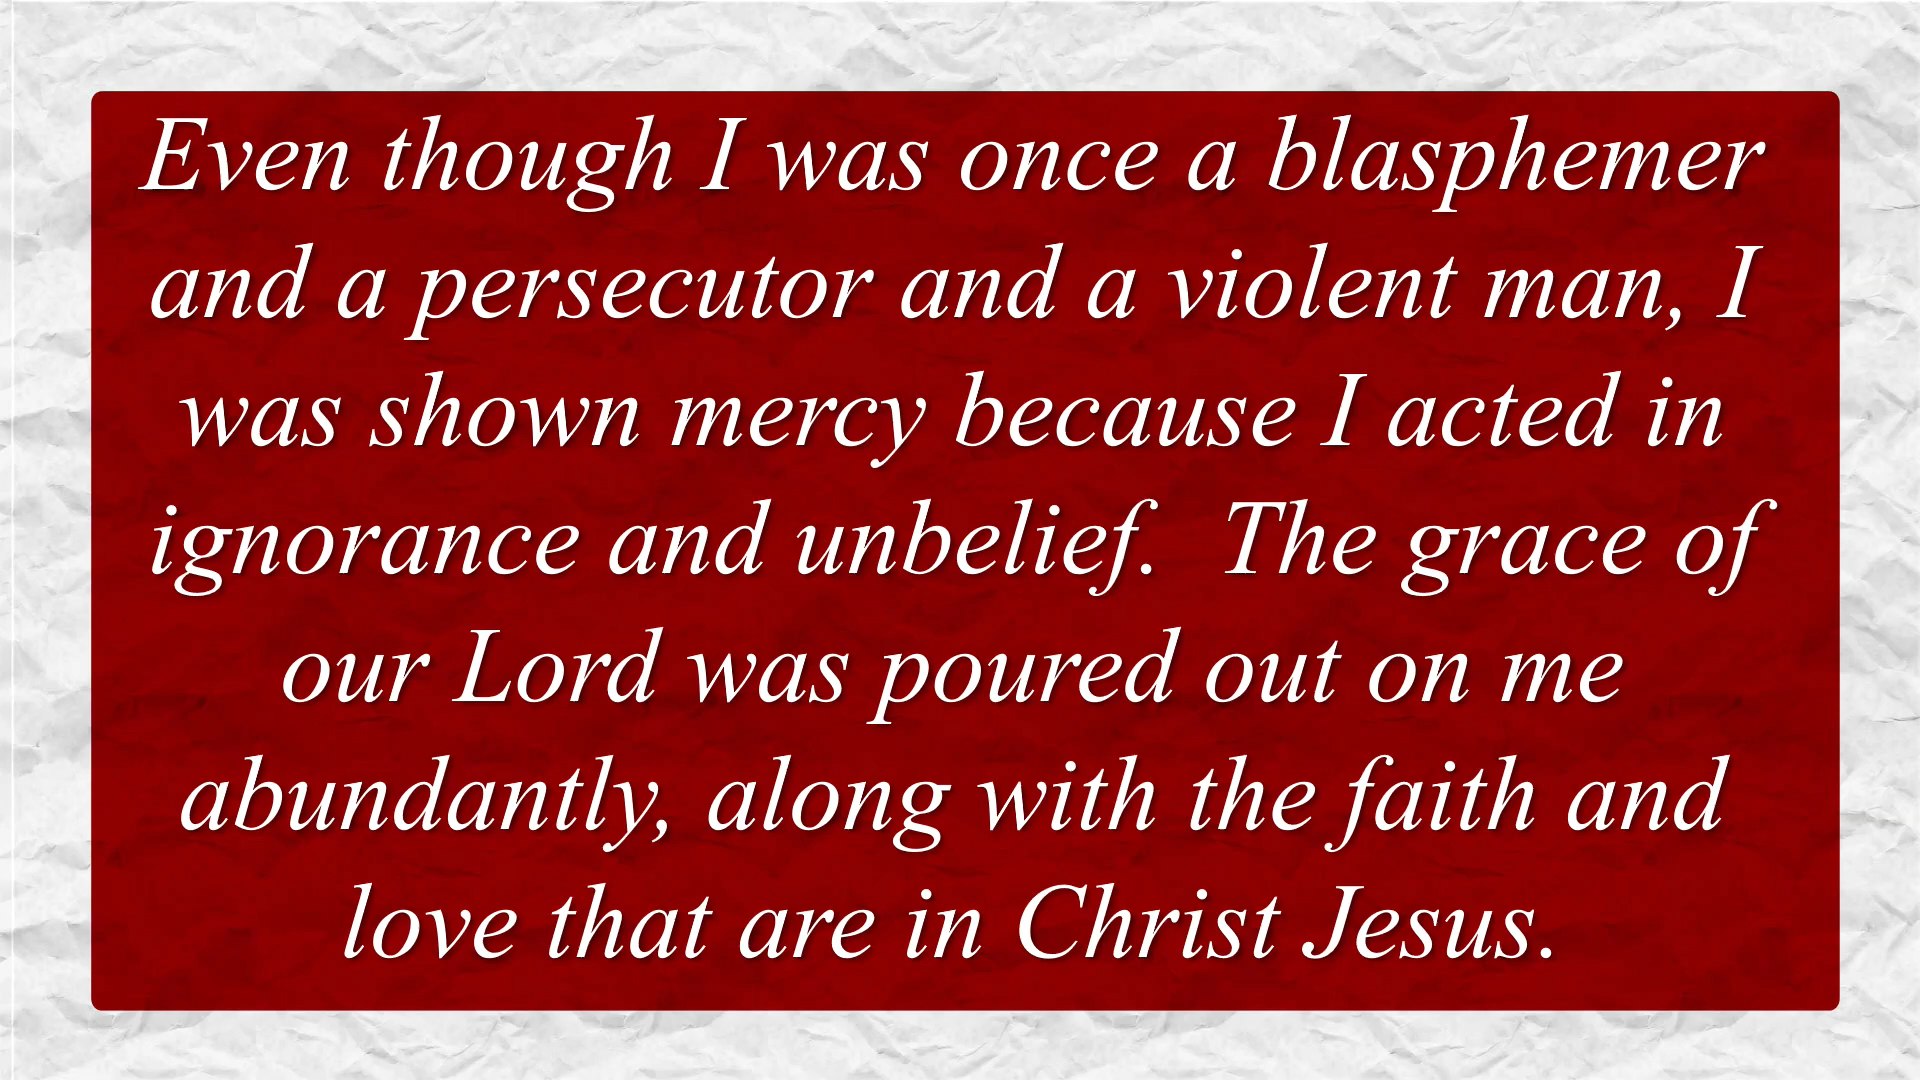 Even though I was once a blasphemer
and a persecutor and a violent man, I
was shown mercy because I acted in
ignorance and unbelief.  The grace of
our Lord was poured out on me
abundantly, along with the faith and
love that are in Christ Jesus.